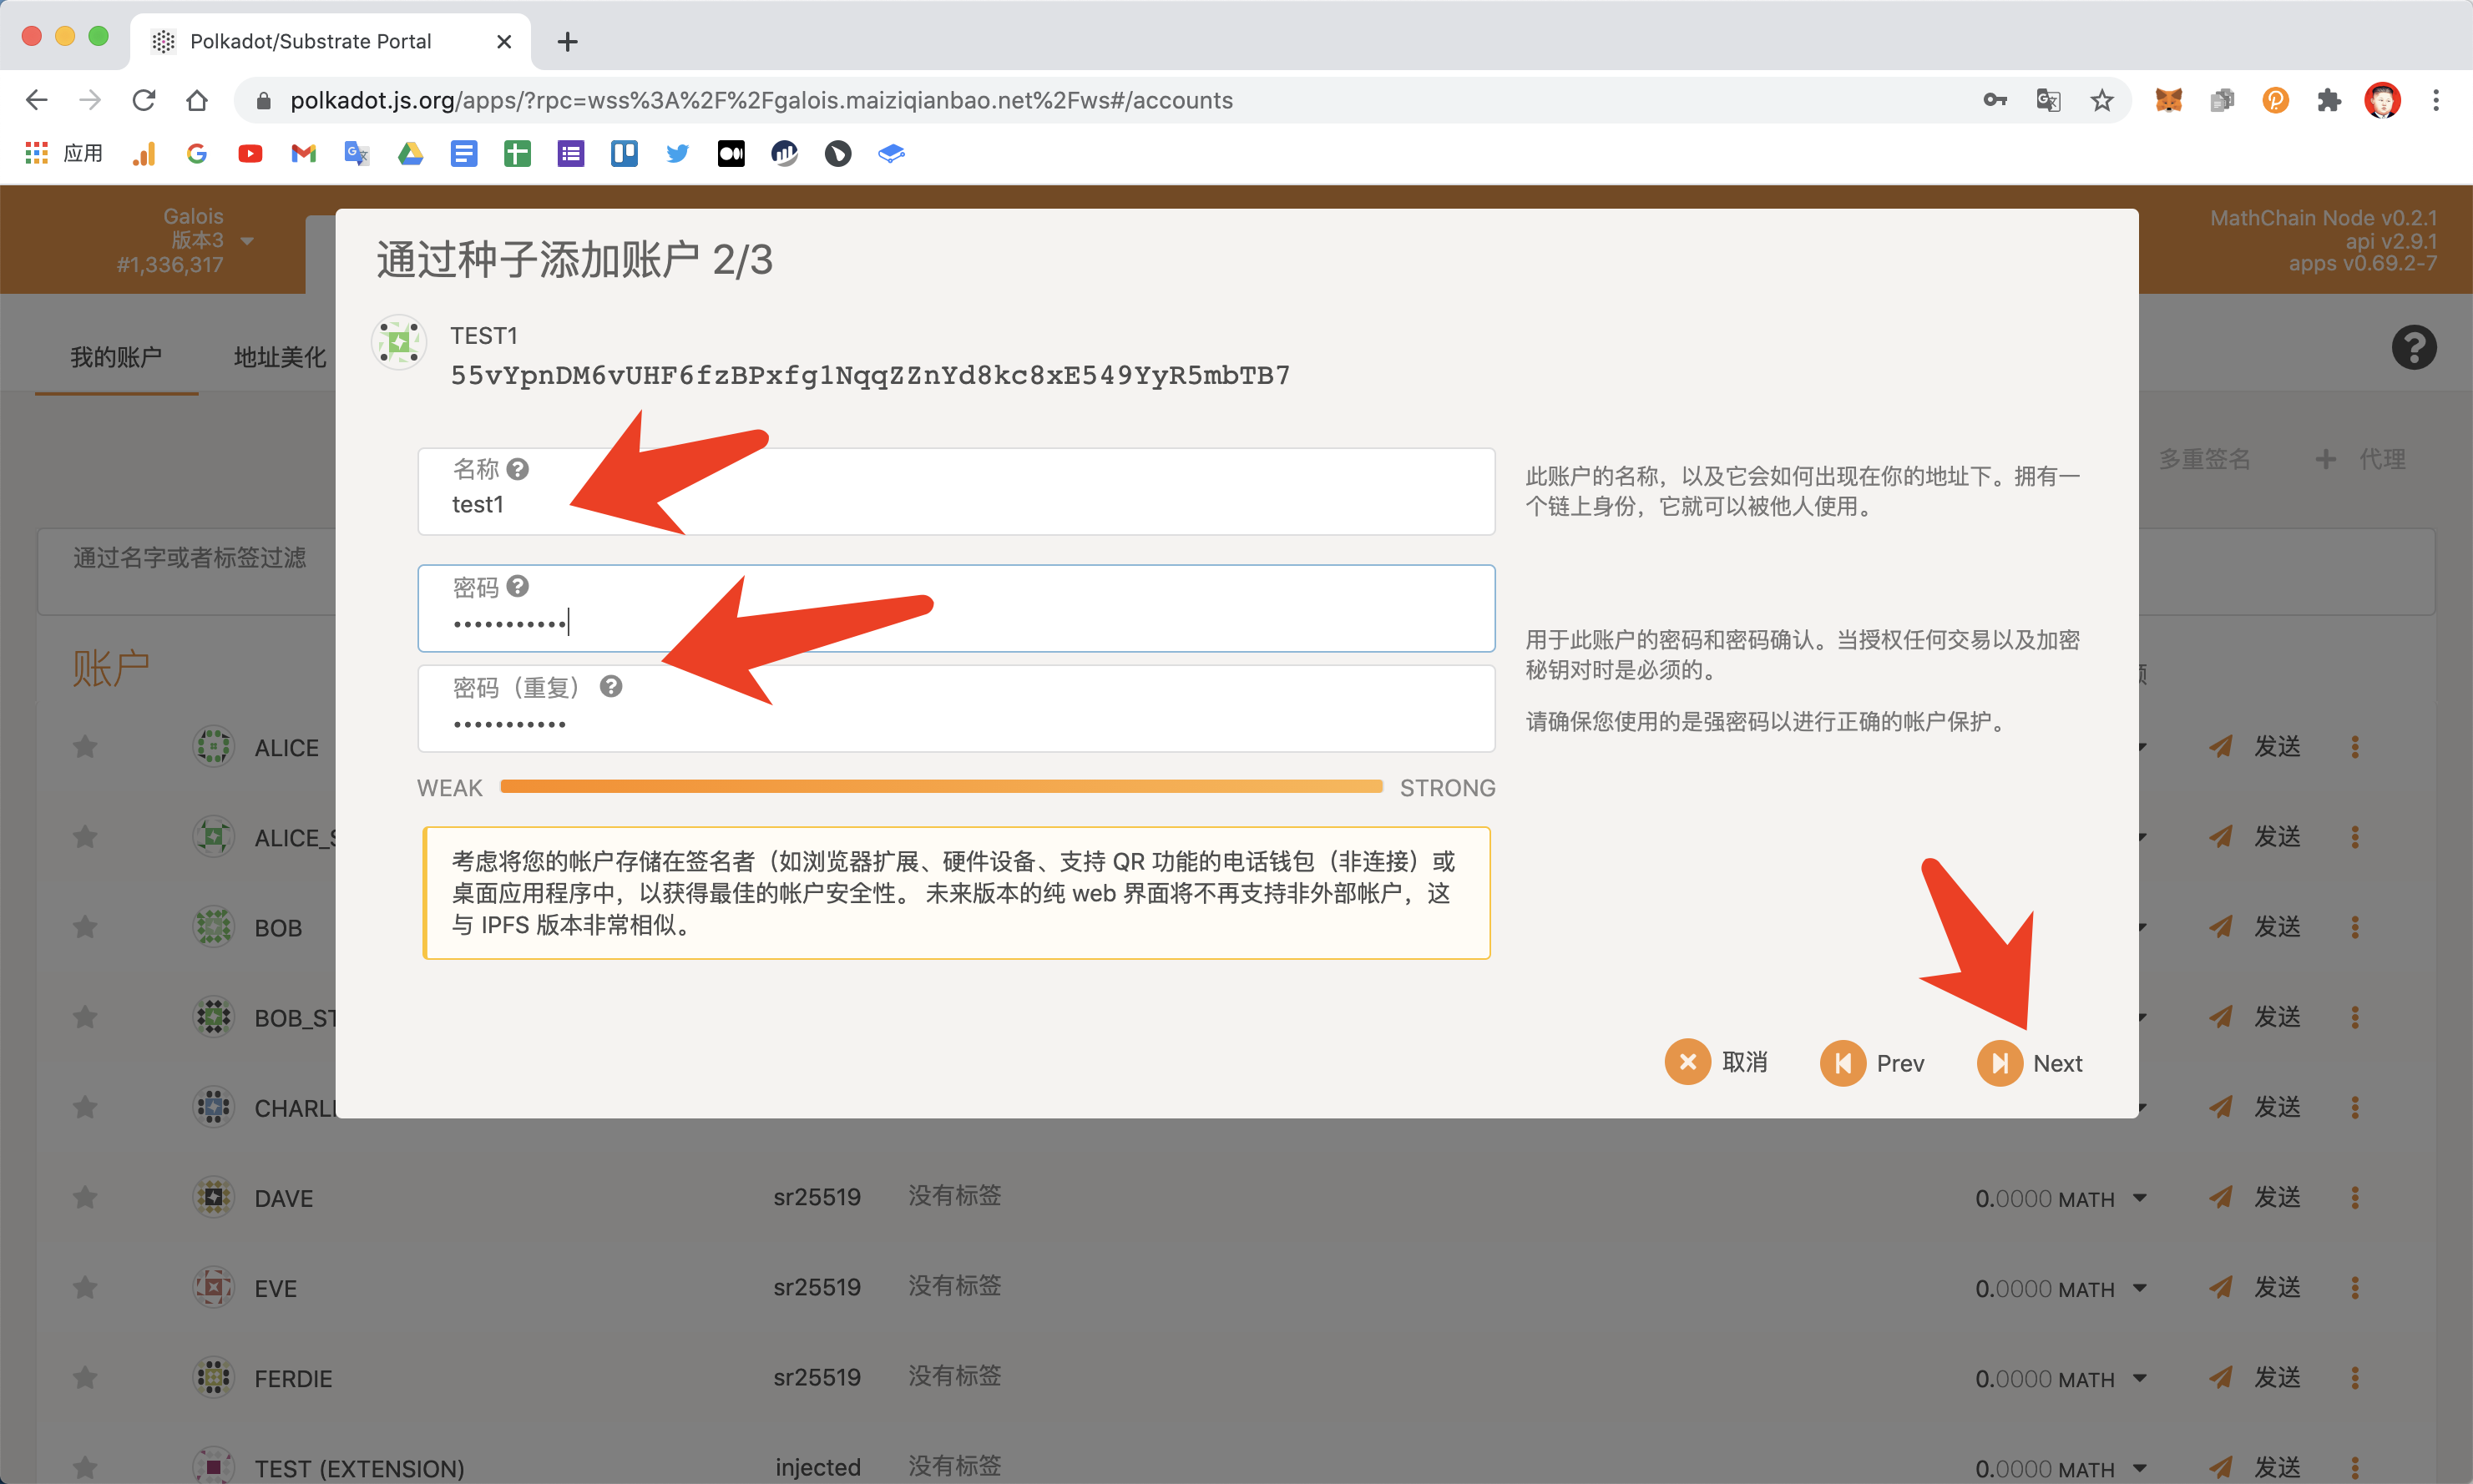 Polkadot/Substrate Portal
polkadot.js.org/apps/?rpc=wss%3A%2F%2Fgalois.maiziqianbao.net%2Fws#/accounts
应用
Galois
版本3
#1,336,317
MathChain Node v0.2.1
api v2.9.1
apps v0.69.2-7
我的账户
地址美化
多重签名
代理
通过名字或者标签过滤
账户
通过种子添加账户 2/3
TEST1
55vYpnDM6vUHF6fzBPxfg1NqqZZnYd8kc8xE549YyR5mbTB7
名称
test1
此账户的名称，以及它会如何出现在你的地址下。拥有一
个链上身份，它就可以被他人使用。
密码
•••••••••••
密码（重复）
•••••••••••
用于此账户的密码和密码确认。当授权任何交易以及加密
秘钥对时是必须的。
请确保您使用的是强密码以进行正确的帐户保护。
WEAK
STRONG
考虑将您的帐户存储在签名者（如浏览器扩展、硬件设备、支持 QR 功能的电话钱包（非连接）或
桌面应用程序中，以获得最佳的帐户安全性。 未来版本的纯 web 界面将不再支持非外部帐户，这
与 IPFS 版本非常相似。
取消
Prev
Next
ALICE 发送
ALICE_S 发送
BOB 发送
BOB_ST 发送
CHARLI 发送
DAVE sr25519 没有标签 0.0000 MATH 发送
EVE sr25519 没有标签 0.0000 MATH 发送
FERDIE sr25519 没有标签 0.0000 MATH 发送
TEST (EXTENSION) injected 没有标签 0.0000 MATH 发送